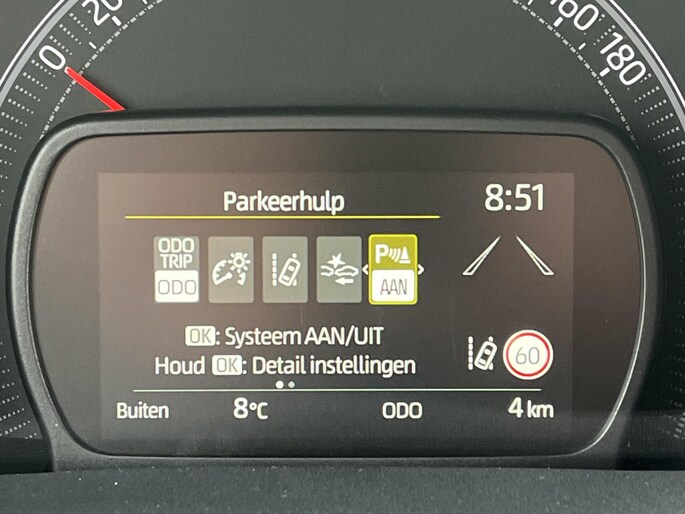 0
20
160
180
Parkeerhulp
8:51
ODO
TRIP
ODO
P
AAN
OK: Systeem AAN/UIT
Houd OK: Detail instellingen
60
Buiten 8°C ODO 4 km